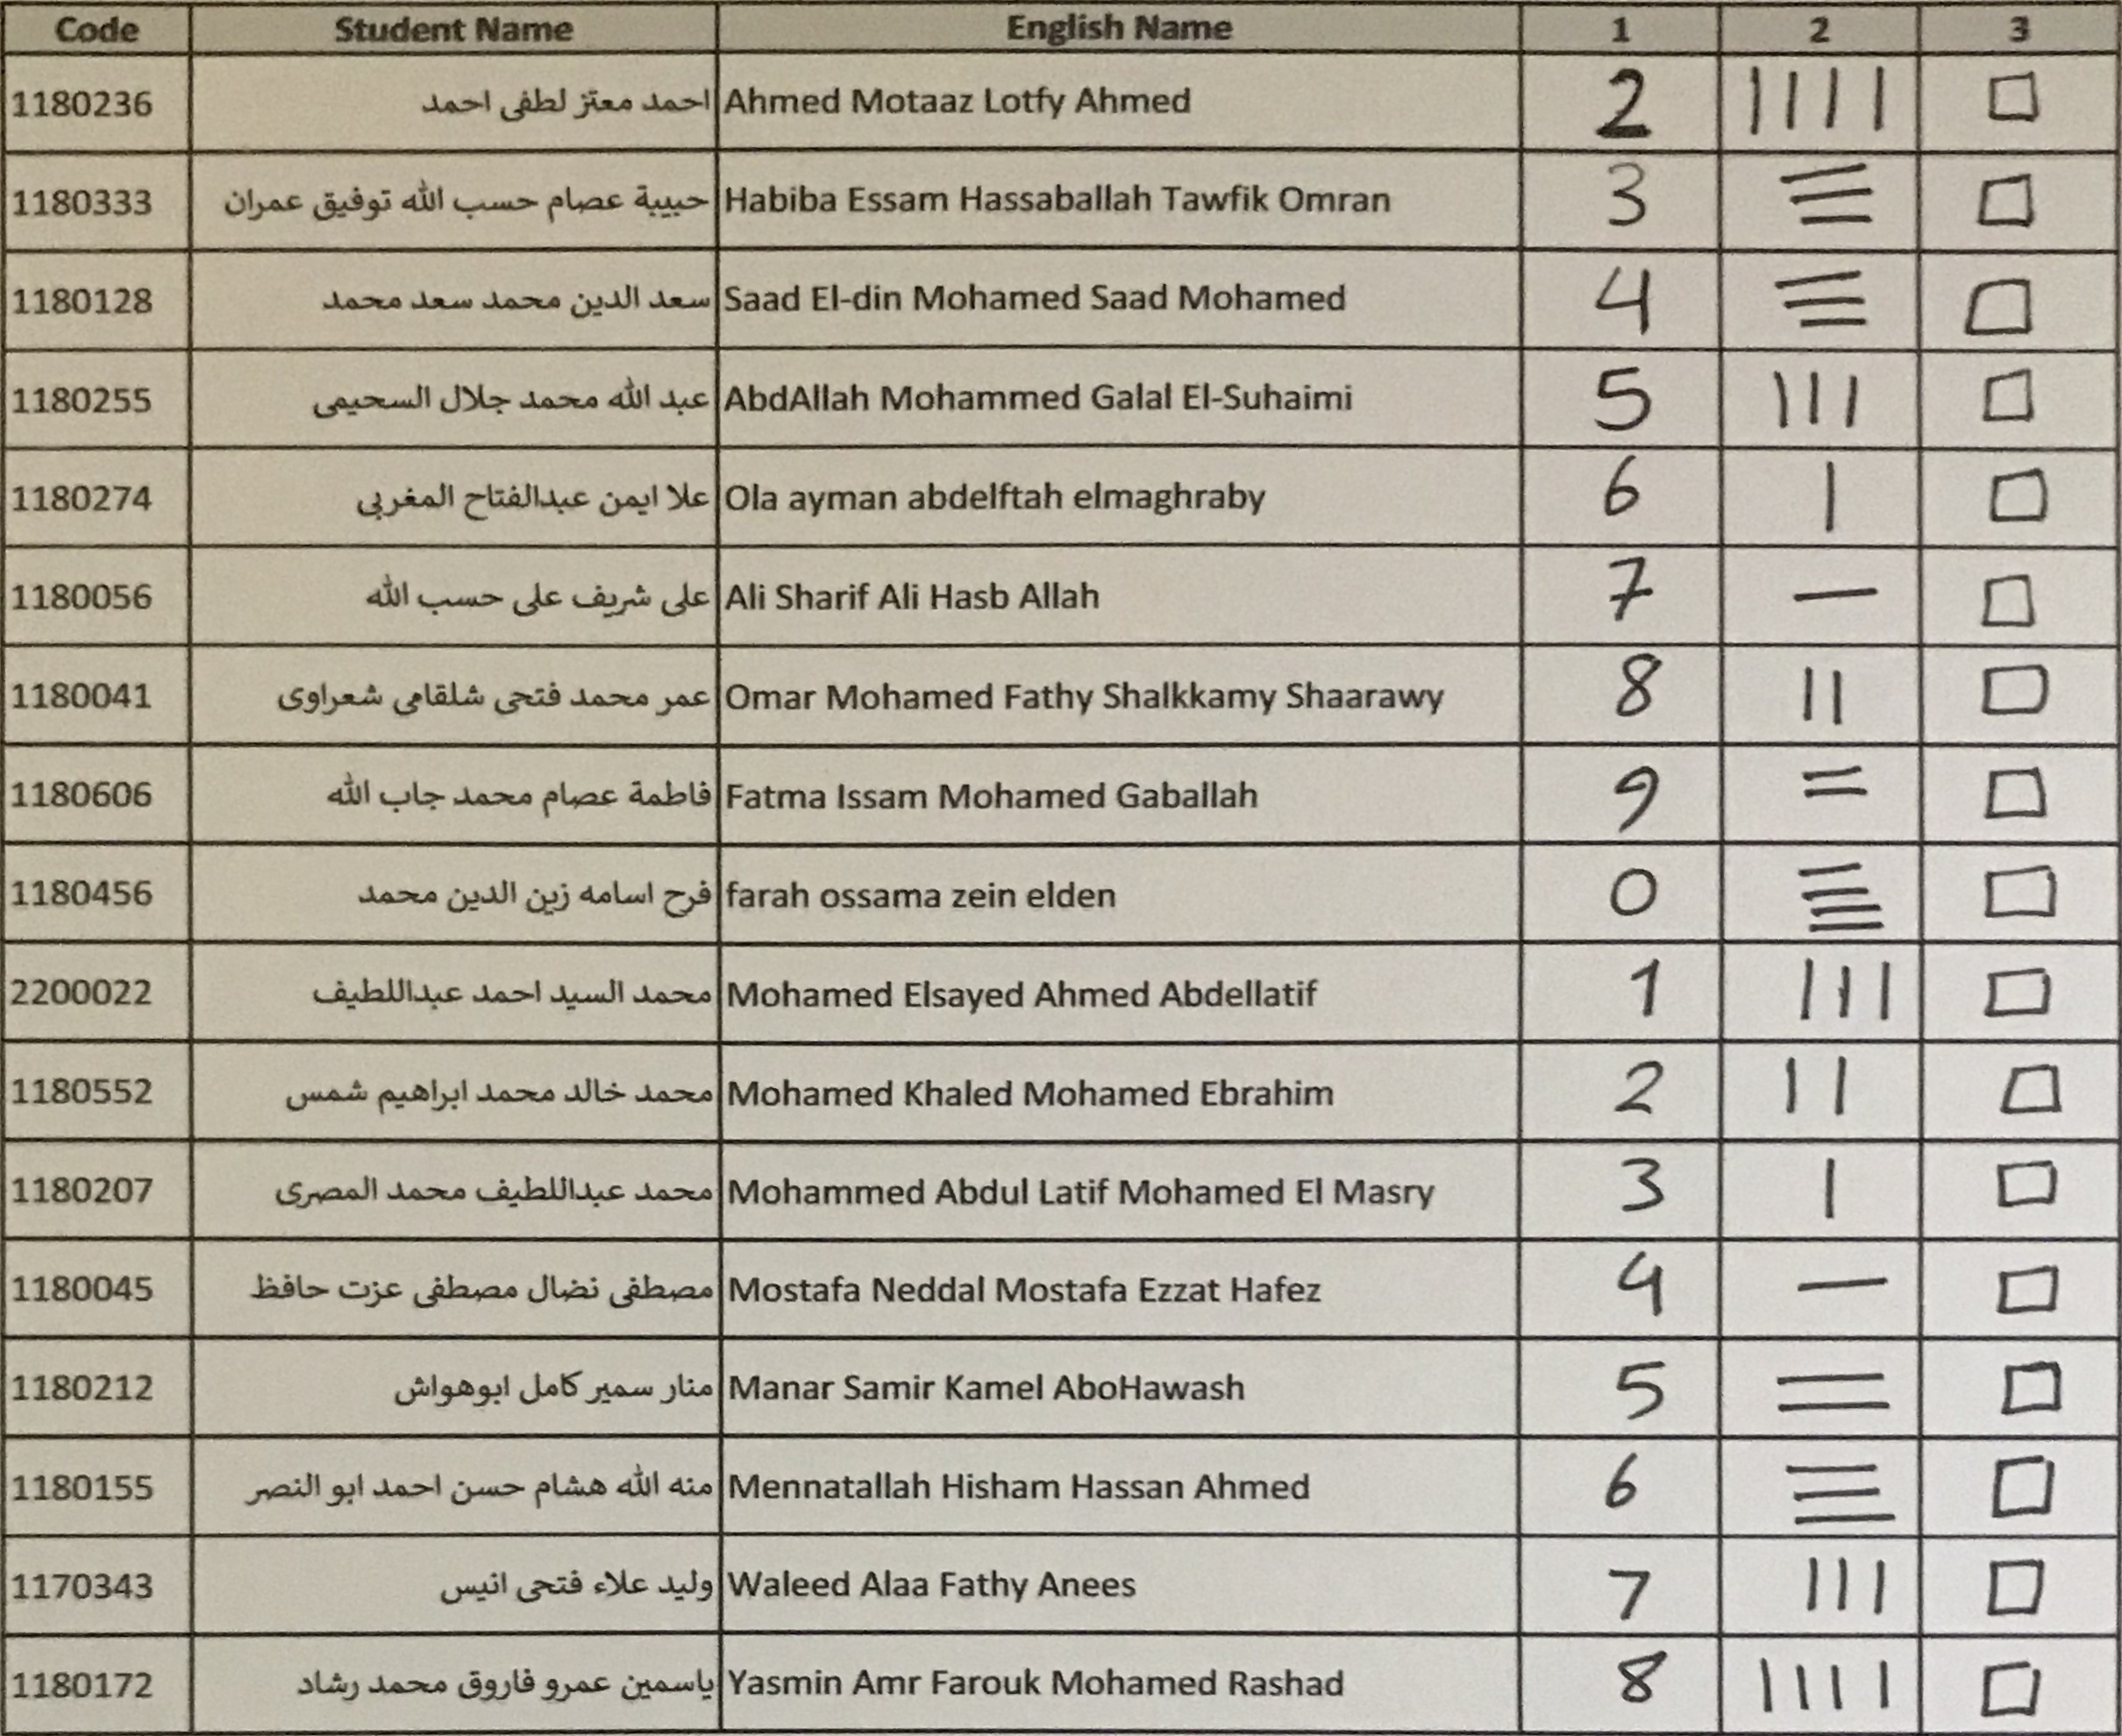 Code Student Name English Name 1 2 3
1180236 احمد معتز لطفى احمد Ahmed Motaaz Lotfy Ahmed 2 |||| □
1180333 حبيبة عصام حسب الله توفيق عمران Habiba Essam Hassaballah Tawfik Omran 3 ☰ □
1180128 سعد الدين محمد سعد محمد Saad El-din Mohamed Saad Mohamed 4 ☰ □
1180255 عبد الله محمد جلال السحيمى AbdAllah Mohammed Galal El-Suhaimi 5 ||| □
1180274 علا ايمن عبدالفتاح المغربى Ola ayman abdelftah elmaghraby 6 | □
1180056 على شريف على حسب الله Ali Sharif Ali Hasb Allah 7 — □
1180041 عمر محمد فتحى شلقامى شعراوى Omar Mohamed Fathy Shalkkamy Shaarawy 8 || □
1180606 فاطمة عصام محمد جاب الله Fatma Issam Mohamed Gaballah 9 = □
1180456 فرح اسامه زين الدين محمد farah ossama zein elden 0 𝄘 □
2200022 محمد السيد احمد عبداللطيف Mohamed Elsayed Ahmed Abdellatif 1 ||| □
1180552 محمد خالد محمد ابراهيم شمس Mohamed Khaled Mohamed Ebrahim 2 || □
1180207 محمد عبداللطيف محمد المصرى Mohammed Abdul Latif Mohamed El Masry 3 | □
1180045 مصطفى نضال مصطفى عزت حافظ Mostafa Neddal Mostafa Ezzat Hafez 4 — □
1180212 منار سمير كامل ابوهواش Manar Samir Kamel AboHawash 5 = □
1180155 منه الله هشام حسن احمد ابو النصر Mennatallah Hisham Hassan Ahmed 6 ☰ □
1170343 وليد علاء فتحى انيس Waleed Alaa Fathy Anees 7 ||| □
1180172 ياسمين عمرو فاروق محمد رشاد Yasmin Amr Farouk Mohamed Rashad 8 |||| □